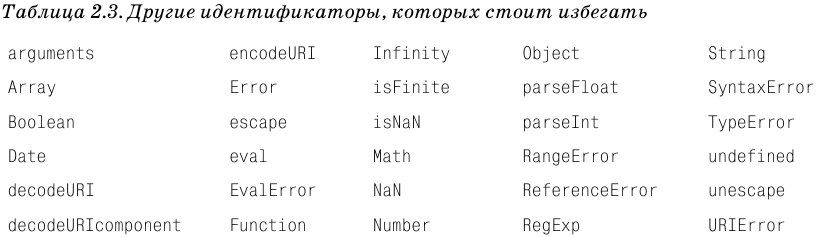 Таблица 2.3. Другие идентификаторы, которых стоит избегать
arguments encodeURI Infinity Object String
Array Error isFinite parseFloat SyntaxError
Boolean escape isNaN parseInt TypeError
Date eval Math RangeError undefined
decodeURI EvalError NaN ReferenceError unescape
decodeURIcomponent Function Number RegExp URIError